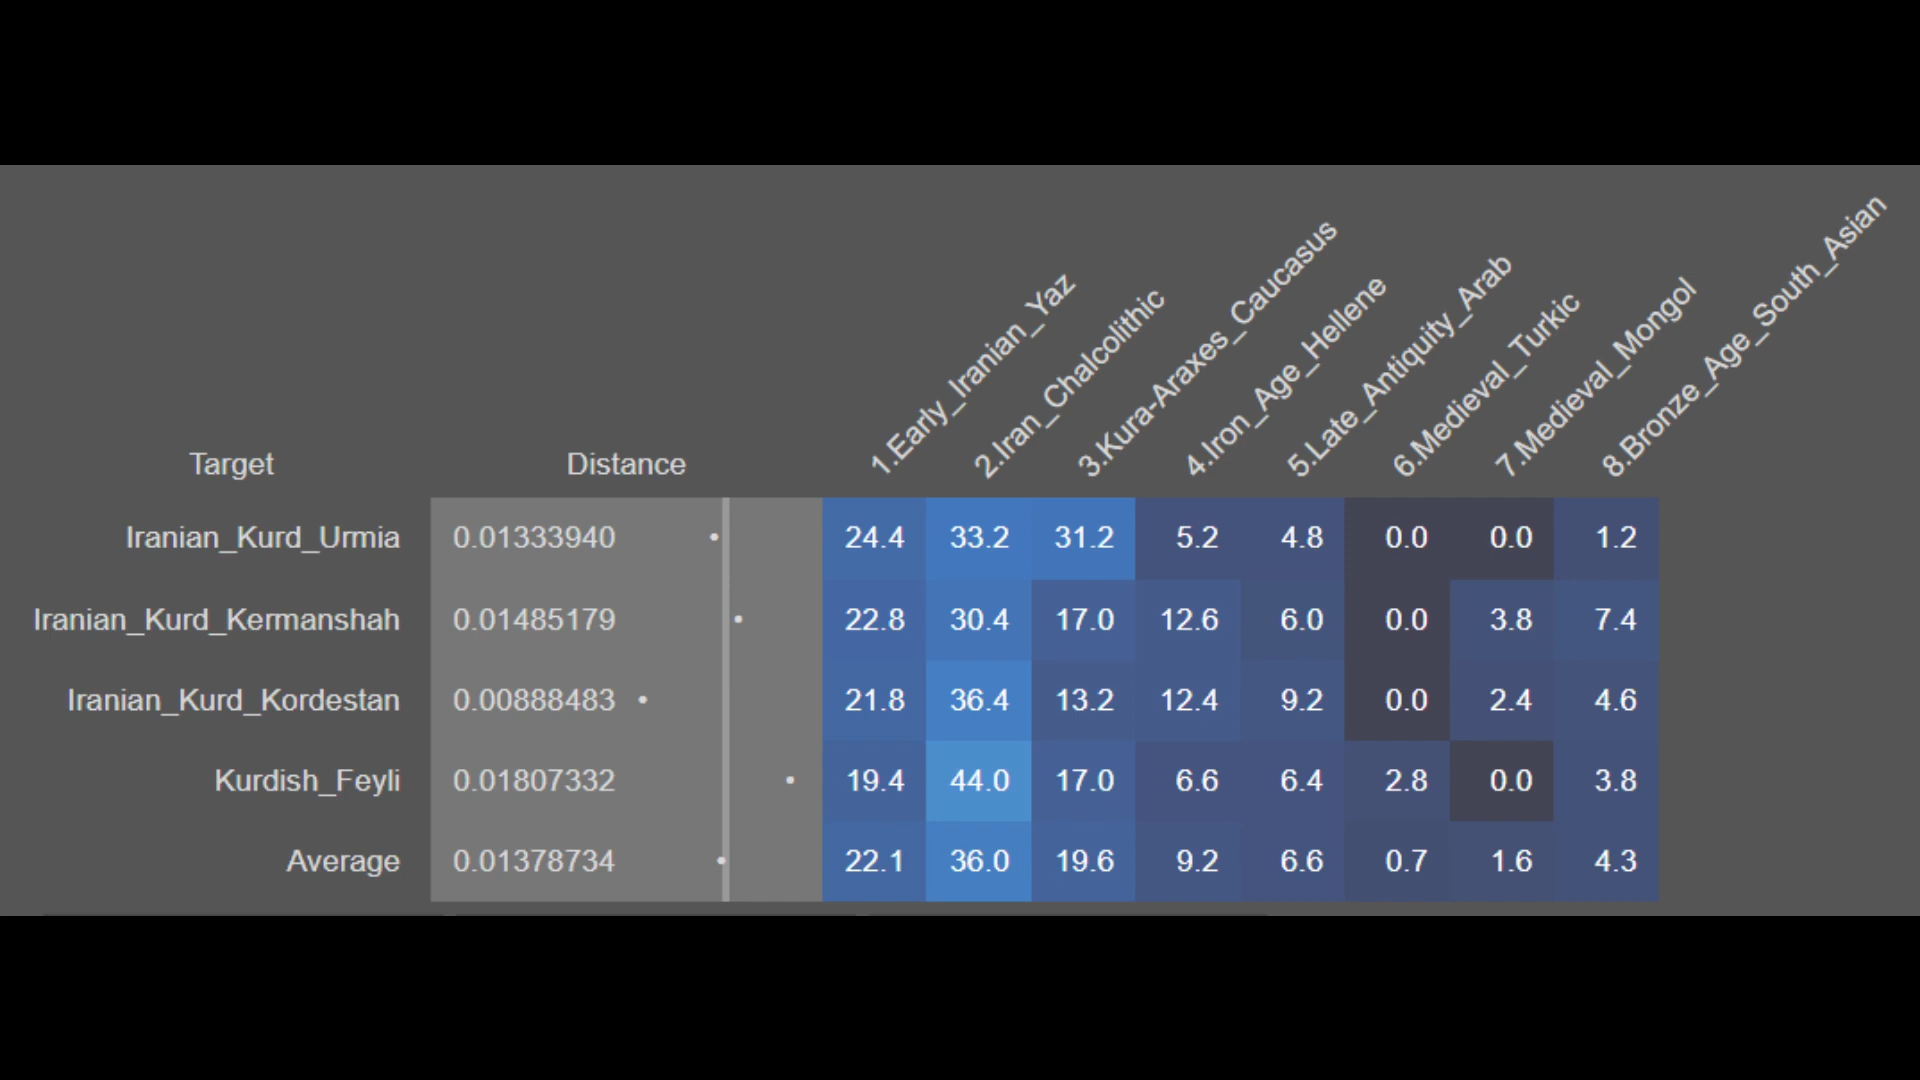 Target Distance 1.Early_Iranian_Yaz 2.Iran_Chalcolithic 3.Kura-Araxes_Caucasus 4.Iron_Age_Hellene 5.Late_Antiquity_Arab 6.Medieval_Turkic 7.Medieval_Mongol 8.Bronze_Age_South_Asian
Iranian_Kurd_Urmia 0.01333940 24.4 33.2 31.2 5.2 4.8 0.0 0.0 1.2
Iranian_Kurd_Kermanshah 0.01485179 22.8 30.4 17.0 12.6 6.0 0.0 3.8 7.4
Iranian_Kurd_Kordestan 0.00888483 21.8 36.4 13.2 12.4 9.2 0.0 2.4 4.6
Kurdish_Feyli 0.01807332 19.4 44.0 17.0 6.6 6.4 2.8 0.0 3.8
Average 0.01378734 22.1 36.0 19.6 9.2 6.6 0.7 1.6 4.3